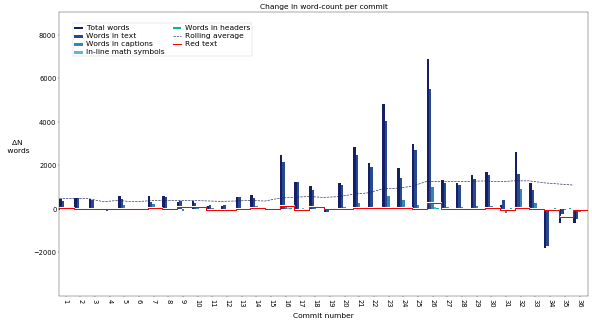 Change in word-count per commit
Total words
Words in text
Words in captions
in-line math symbols
Words in headers
Rolling average
Red text
8000
6000
4000
2000
0
−2000
ΔN
words
1 2 3 4 5 6 7 8 9 10 11 12 13 14 15 16 17 18 19 20 21 22 23 24 25 26 27 28 29 30 31 32 33 34 35 36
Commit number